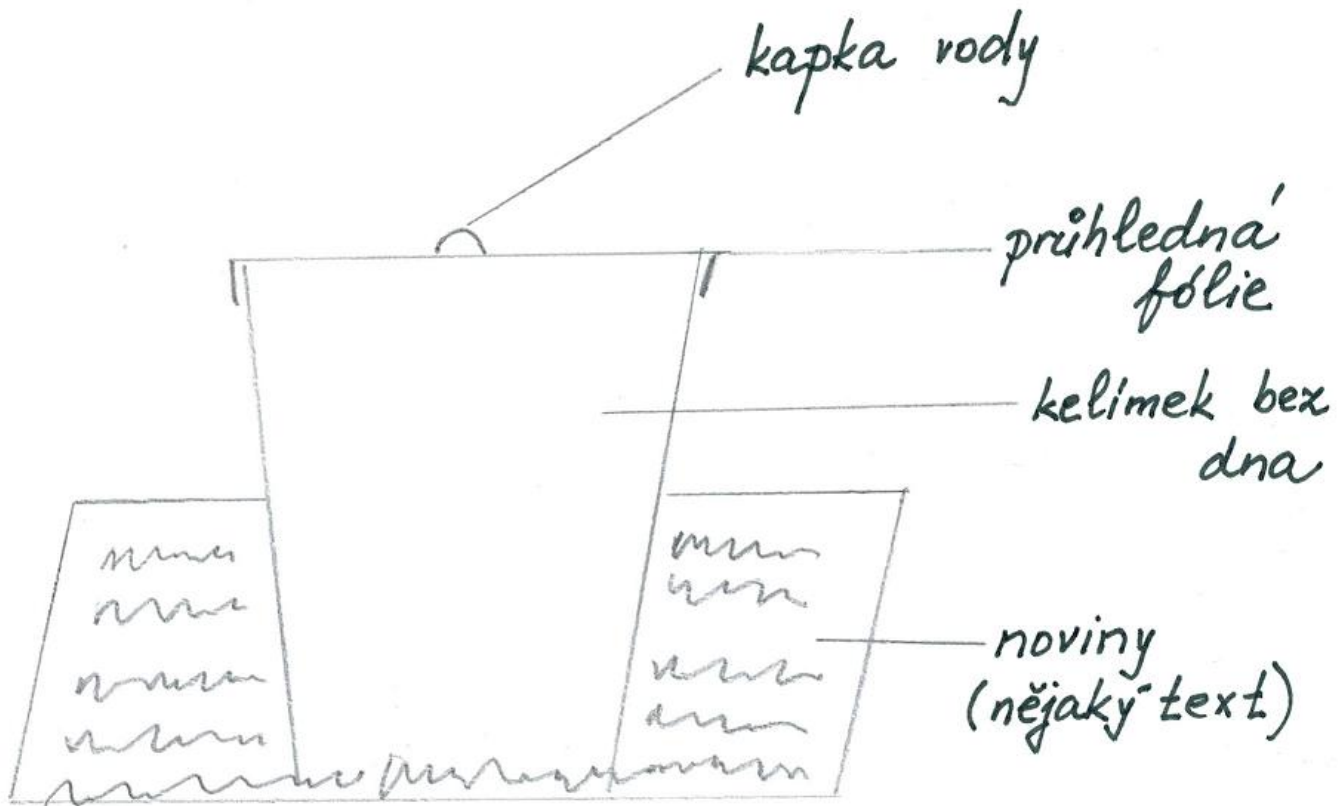 kapka vody
průhledná
fólie
kelímek bez
dna
noviny
(nějaký text)